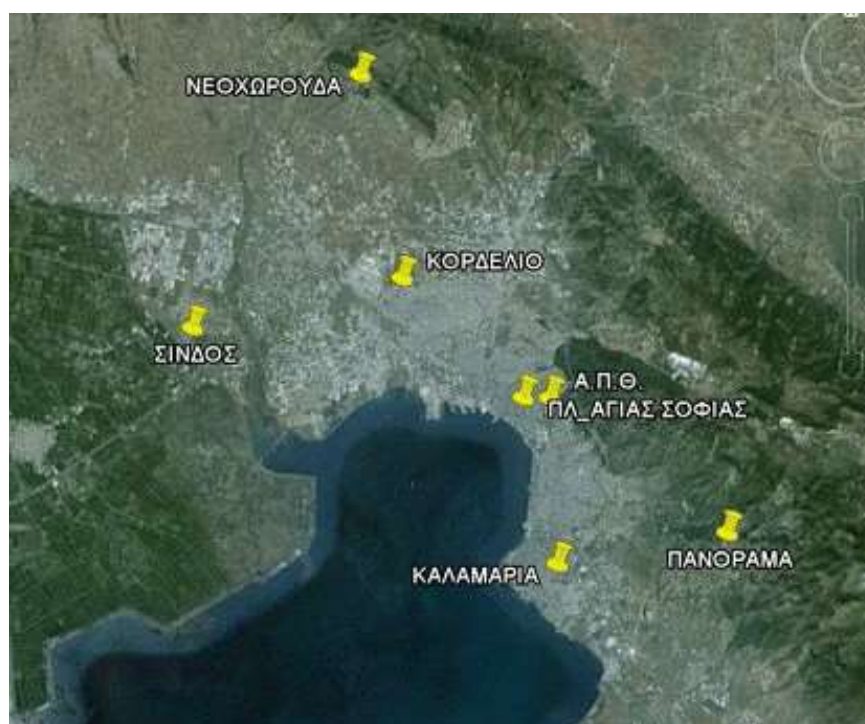 ΝΕΟΧΩΡΟΥΔΑ
ΚΟΡΔΕΛΙΟ
ΣΙΝΔΟΣ
Α.Π.Θ.
ΠΛ_ΑΓΙΑΣ ΣΟΦΙΑΣ
ΠΑΝΟΡΑΜΑ
ΚΑΛΑΜΑΡΙΑ